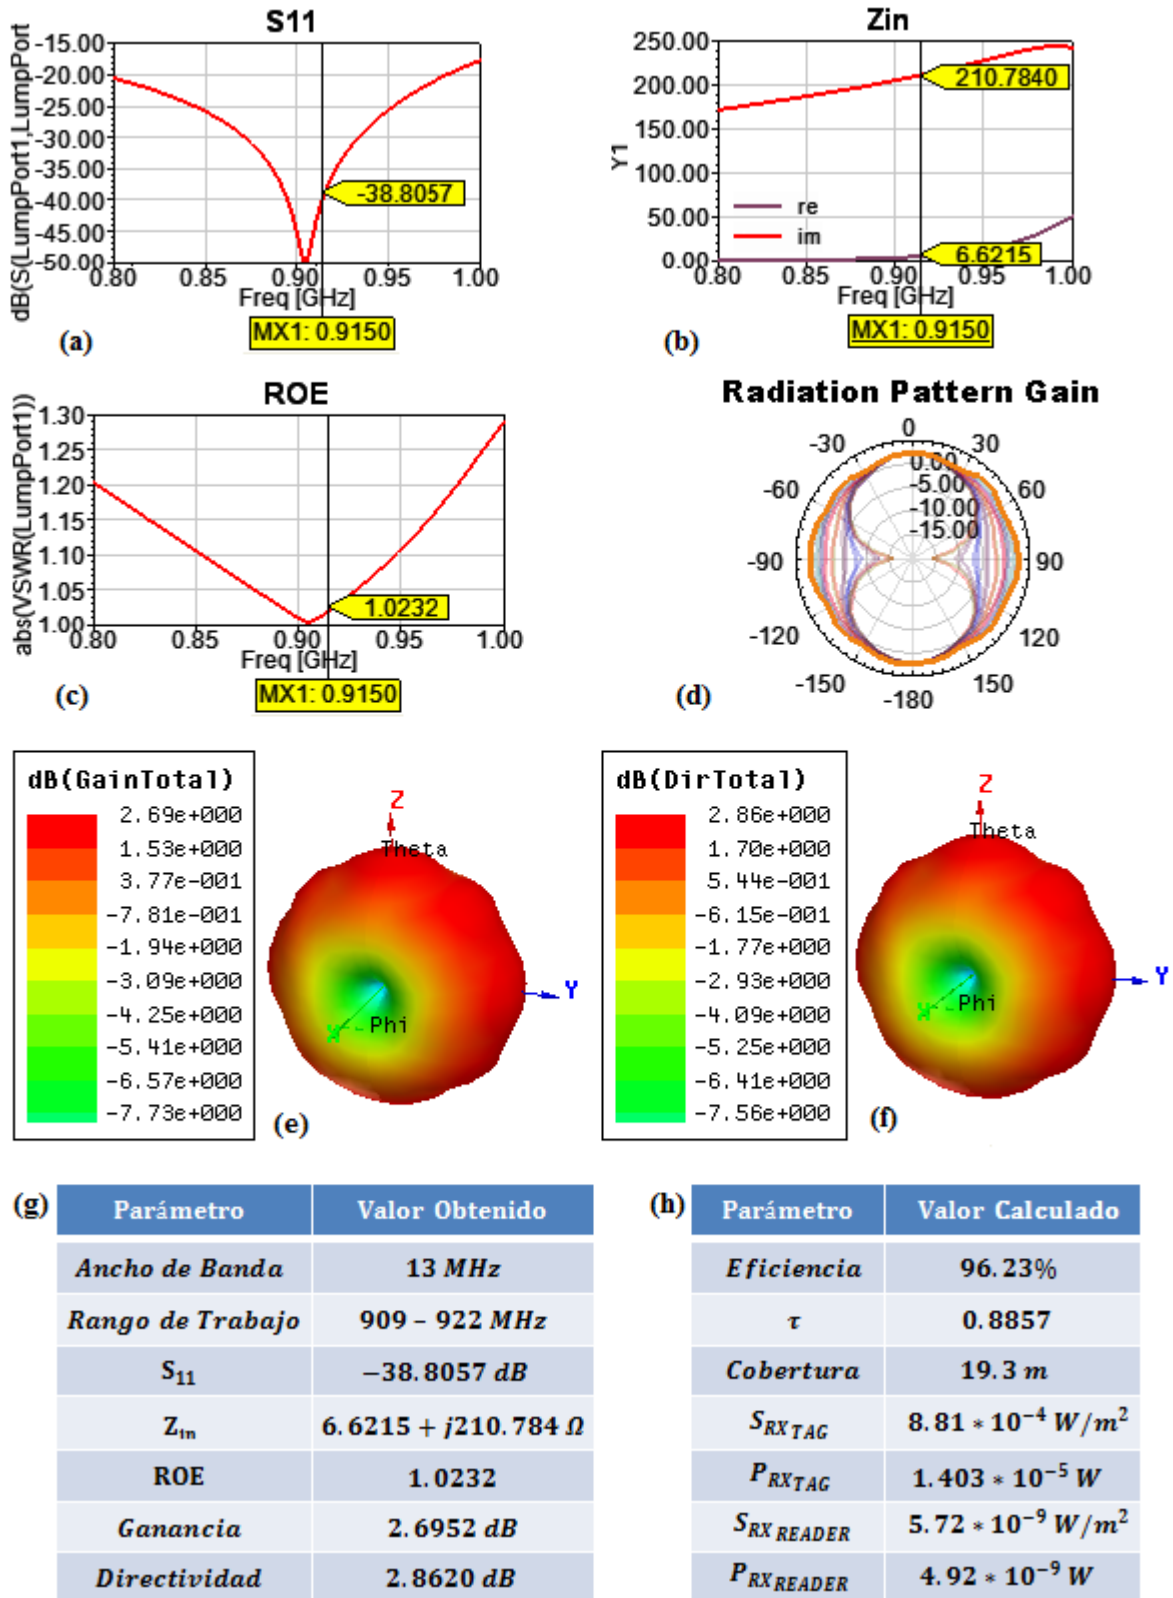 S11
dB(S(LumpPort1,LumpPort
-15.00
-20.00
-25.00
-30.00
-35.00
-40.00
-45.00
-50.00
-38.8057
0.80 0.85 0.90 0.95 1.00
Freq [GHz]
MX1: 0.9150
(a)
Zin
Y1
250.00
200.00
150.00
100.00
50.00
0.00
210.7840
re
im
6.6215
0.80 0.85 0.90 0.95 1.00
Freq [GHz]
MX1: 0.9150
(b)
ROE
abs(VSWR(LumpPort1))
1.30
1.25
1.20
1.15
1.10
1.05
1.00
1.0232
0.80 0.85 0.90 0.95 1.00
Freq [GHz]
MX1: 0.9150
(c)
Radiation Pattern Gain
0
-30 30
0.00
-5.00
-60 60
-10.00
-15.00
-90 90
-120 120
-150 150
-180
(d)
dB(GainTotal)
2.69e+000
1.53e+000
3.77e-001
-7.81e-001
-1.94e+000
-3.09e+000
-4.25e+000
-5.41e+000
-6.57e+000
-7.73e+000
Z
Theta
Y
X
Phi
(e)
dB(DirTotal)
2.86e+000
1.70e+000
5.44e-001
-6.15e-001
-1.77e+000
-2.93e+000
-4.09e+000
-5.25e+000
-6.41e+000
-7.56e+000
Z
Theta
Y
X
Phi
(f)
(g)
Parámetro Valor Obtenido
Ancho de Banda 13 MHz
Rango de Trabajo 909 – 922 MHz
S11 −38.8057 dB
Zin 6.6215 + j210.784 Ω
ROE 1.0232
Ganancia 2.6952 dB
Directividad 2.8620 dB
(h)
Parámetro Valor Calculado
Eficiencia 96.23%
τ 0.8857
Cobertura 19.3 m
SRXTAG 8.81 * 10⁻⁴ W/m²
PRXTAG 1.403 * 10⁻⁵ W
SRXREADER 5.72 * 10⁻⁹ W/m²
PRXREADER 4.92 * 10⁻⁹ W